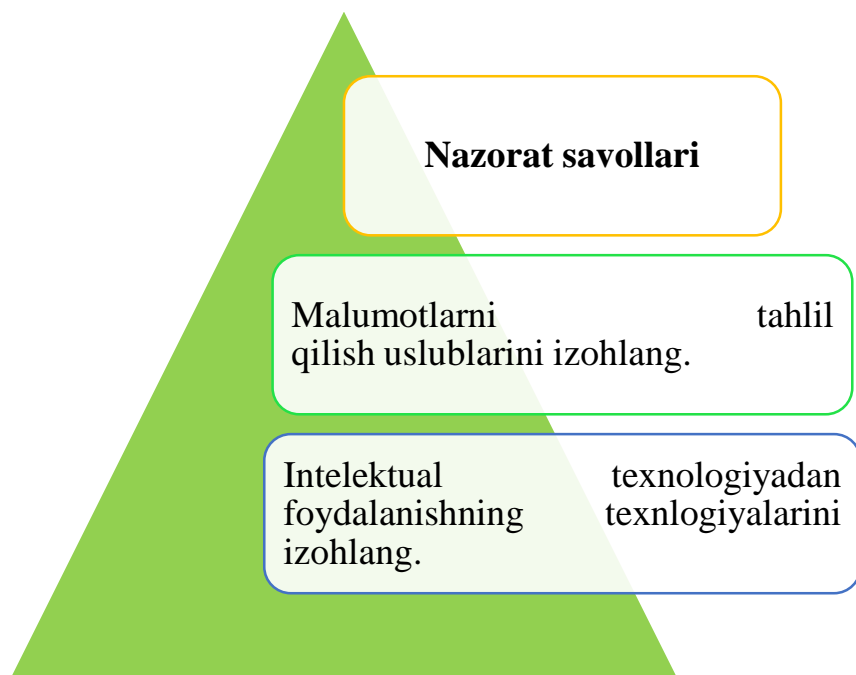 Nazorat savollari
Malumotlarni tahlil
qilish uslublarini izohlang.
Intelektual texnologiyadan
foydalanishning texnlogiyalarini
izohlang.